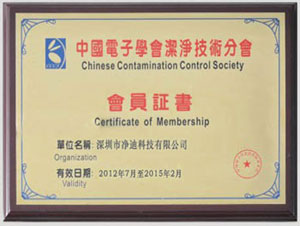 中國電子學會潔淨技術分會
Chinese Contamination Control Society
會員証書
Certificate of Membership
單位名稱: 深圳市净迪科技有限公司
Organization
有效日期: 2012年7月至2015年2月
Validity